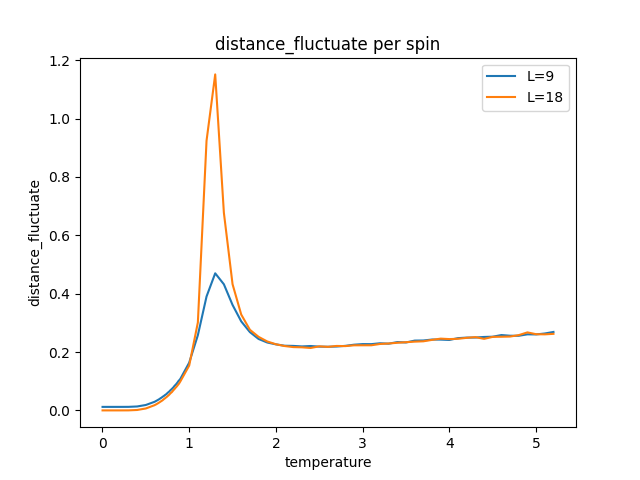 distance_fluctuate per spin
L=9
L=18
distance_fluctuate
1.2
1.0
0.8
0.6
0.4
0.2
0.0
0
1
2
3
4
5
temperature